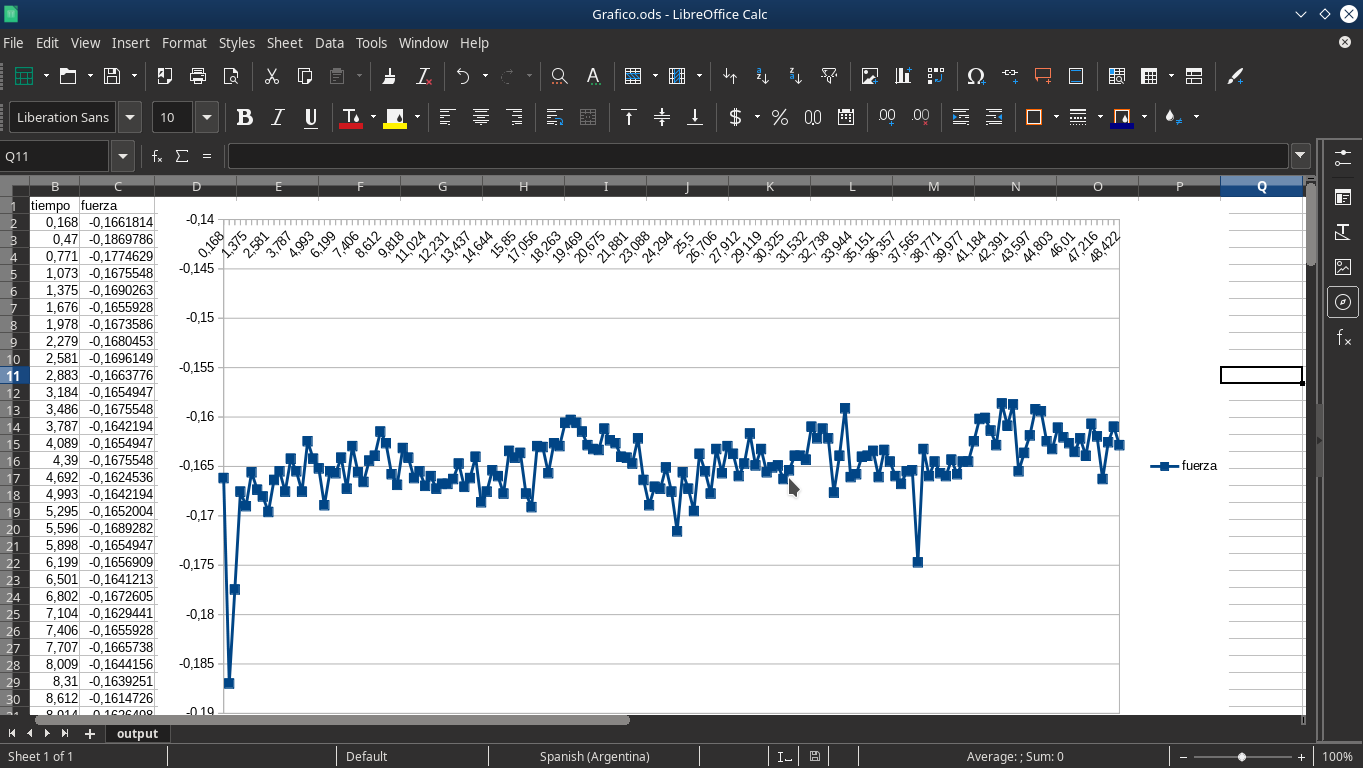 Grafico.ods - LibreOffice Calc
File Edit View Insert Format Styles Sheet Data Tools Window Help
Liberation Sans 10
Q11
B C D E F G H I J K L M N O P Q
1 tiempo fuerza
2 0,168 -0,1661814
3 0,47 -0,1869786
4 0,771 -0,1774629
5 1,073 -0,1675548
6 1,375 -0,1690263
7 1,676 -0,1655928
8 1,978 -0,1673586
9 2,279 -0,1680453
10 2,581 -0,1696149
11 2,883 -0,1663776
12 3,184 -0,1654947
13 3,486 -0,1675548
14 3,787 -0,1642194
15 4,089 -0,1654947
16 4,39 -0,1675548
17 4,692 -0,1624536
18 4,993 -0,1642194
19 5,295 -0,1652004
20 5,596 -0,1689282
21 5,898 -0,1654947
22 6,199 -0,1656909
23 6,501 -0,1641213
24 6,802 -0,1672605
25 7,104 -0,1629441
26 7,406 -0,1655928
27 7,707 -0,1665738
28 8,009 -0,1644156
29 8,31 -0,1639251
30 8,612 -0,1614726
-0,14
0,168 1,375 2,581 3,787 4,993 6,199 7,406 8,612 9,818 11,024 12,231 13,437 14,644 15,85 17,056 18,263 19,469 20,675 21,881 23,088 24,294 25,5 26,706 27,912 29,119 30,325 31,532 32,738 33,944 35,151 36,357 37,565 38,771 39,977 41,184 42,391 43,597 44,803 46,01 47,216 48,422
-0,145
-0,15
-0,155
-0,16
-0,165
-0,17
-0,175
-0,18
-0,185
-0,19
fuerza
output
Sheet 1 of 1 Default Spanish (Argentina) Average: ; Sum: 0 100%